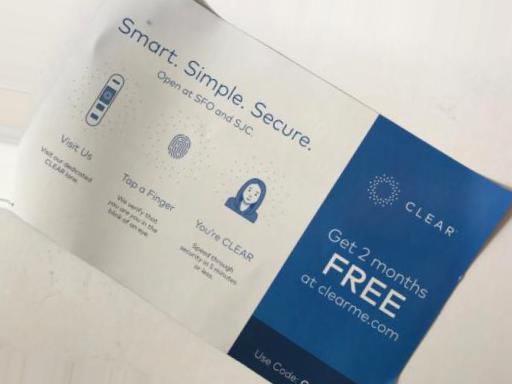 Smart. Simple. Secure.
Open at SFO and SJC.
Visit Us
Visit our dedicated
CLEAR lane.
Tap a Finger
We verify that
you are you in the
blink of an eye.
You're CLEAR
Speed through
security in 5 minutes
or less.
CLEAR
Get 2 months
FREE
at clearme.com
Use Code: